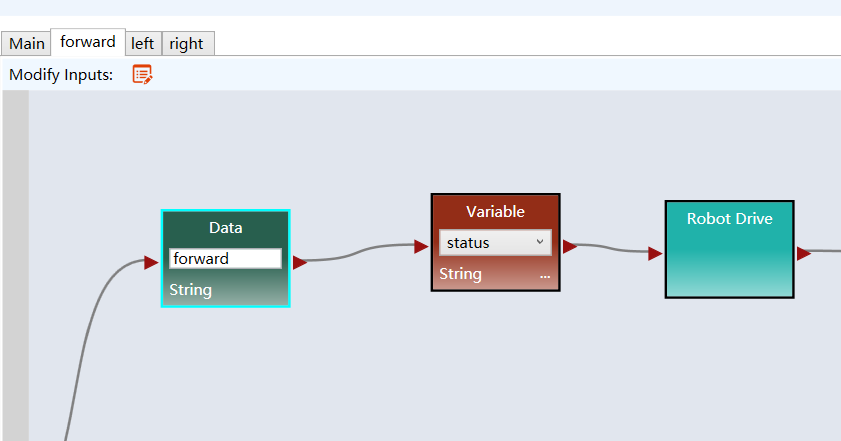 Main forward left right
Modify Inputs:
Data
forward
String
Variable
status
String ...
Robot Drive